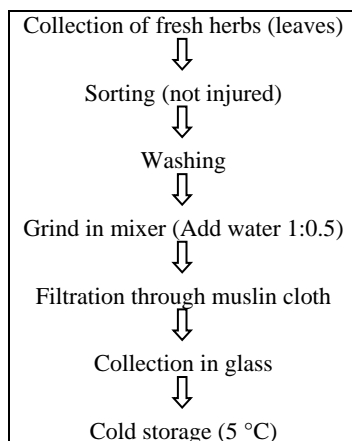 Collection of fresh herbs (leaves)
Sorting (not injured)
Washing
Grind in mixer (Add water 1:0.5)
Filtration through muslin cloth
Collection in glass
Cold storage (5 °C)